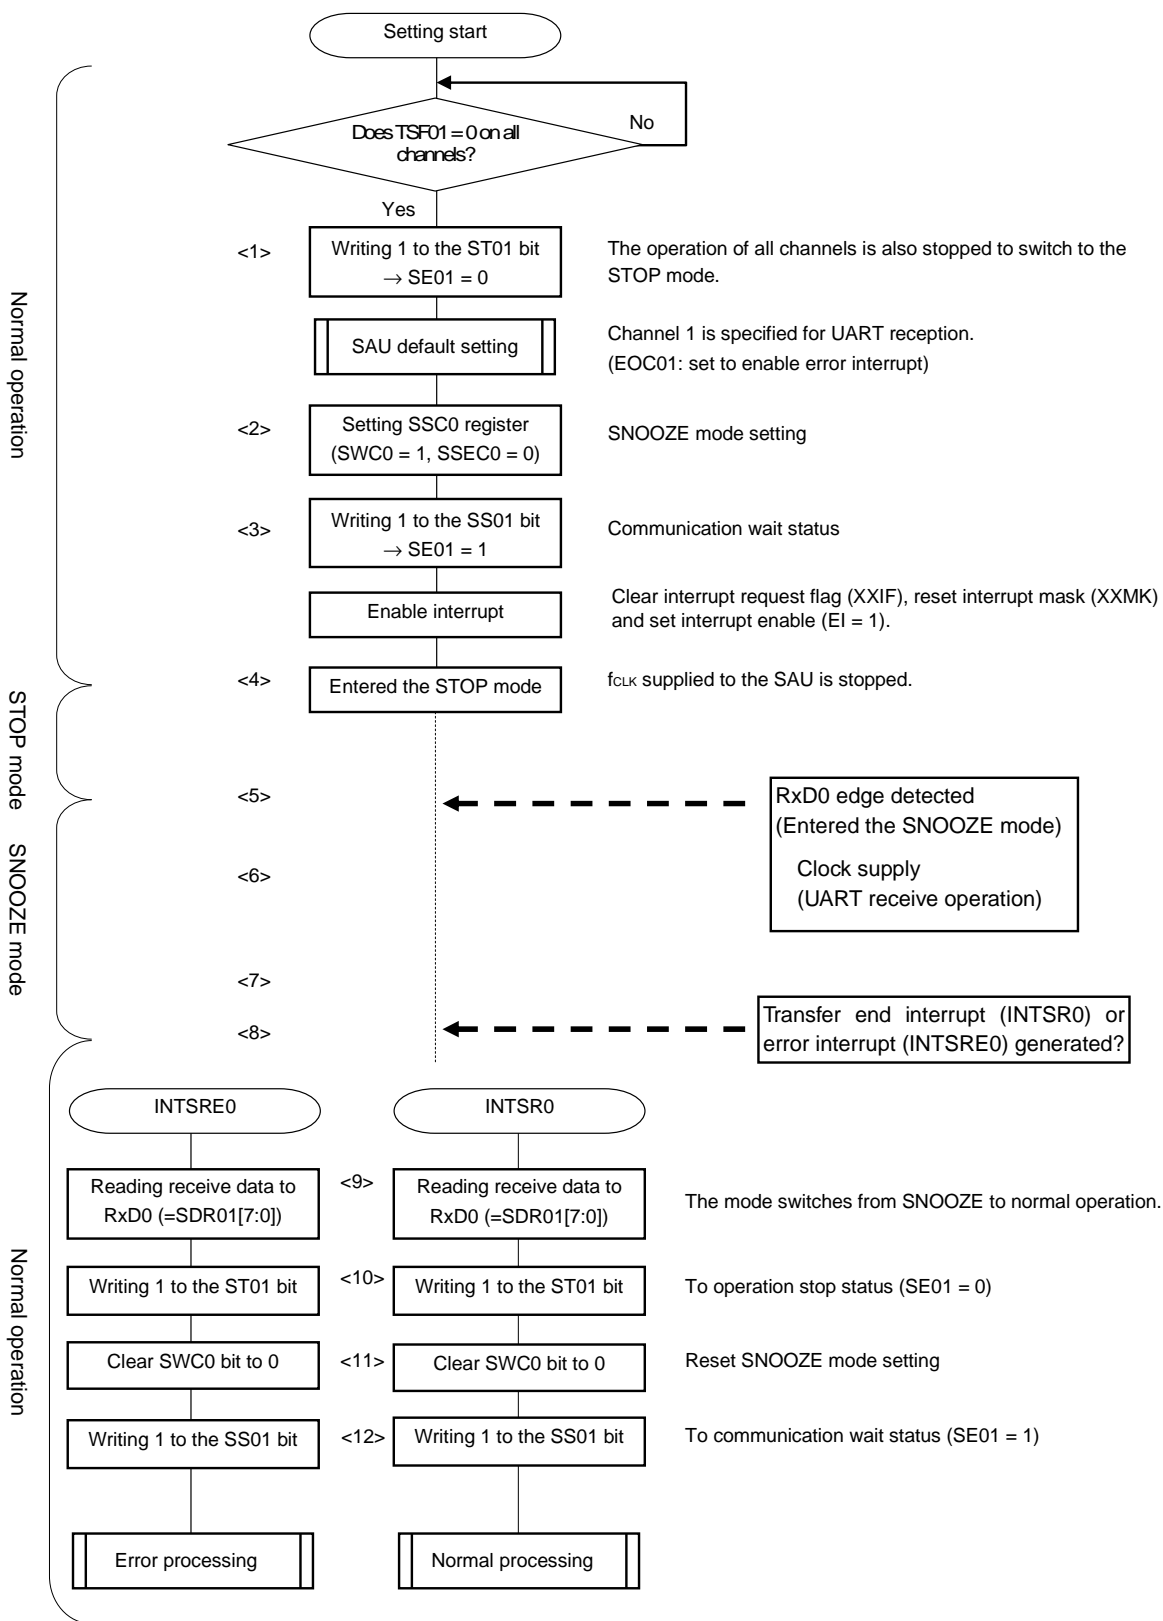 Setting start
No
Does TSF01 = 0 on all
channels?
Yes
<1>
Writing 1 to the ST01 bit
→ SE01 = 0
The operation of all channels is also stopped to switch to the
STOP mode.
Normal operation
SAU default setting
Channel 1 is specified for UART reception.
(EOC01: set to enable error interrupt)
<2>
Setting SSC0 register
(SWC0 = 1, SSEC0 = 0)
SNOOZE mode setting
<3>
Writing 1 to the SS01 bit
→ SE01 = 1
Communication wait status
Enable interrupt
Clear interrupt request flag (XXIF), reset interrupt mask (XXMK)
and set interrupt enable (EI = 1).
<4>
Entered the STOP mode
fCLK supplied to the SAU is stopped.
STOP mode
<5>
RxD0 edge detected
(Entered the SNOOZE mode)
SNOOZE mode
<6>
Clock supply
(UART receive operation)
<7>
<8>
Transfer end interrupt (INTSR0) or
error interrupt (INTSRE0) generated?
INTSRE0
INTSR0
Reading receive data to
RxD0 (=SDR01[7:0])
<9>
Reading receive data to
RxD0 (=SDR01[7:0])
The mode switches from SNOOZE to normal operation.
Normal operation
Writing 1 to the ST01 bit
<10>
Writing 1 to the ST01 bit
To operation stop status (SE01 = 0)
Clear SWC0 bit to 0
<11>
Clear SWC0 bit to 0
Reset SNOOZE mode setting
Writing 1 to the SS01 bit
<12>
Writing 1 to the SS01 bit
To communication wait status (SE01 = 1)
Error processing
Normal processing